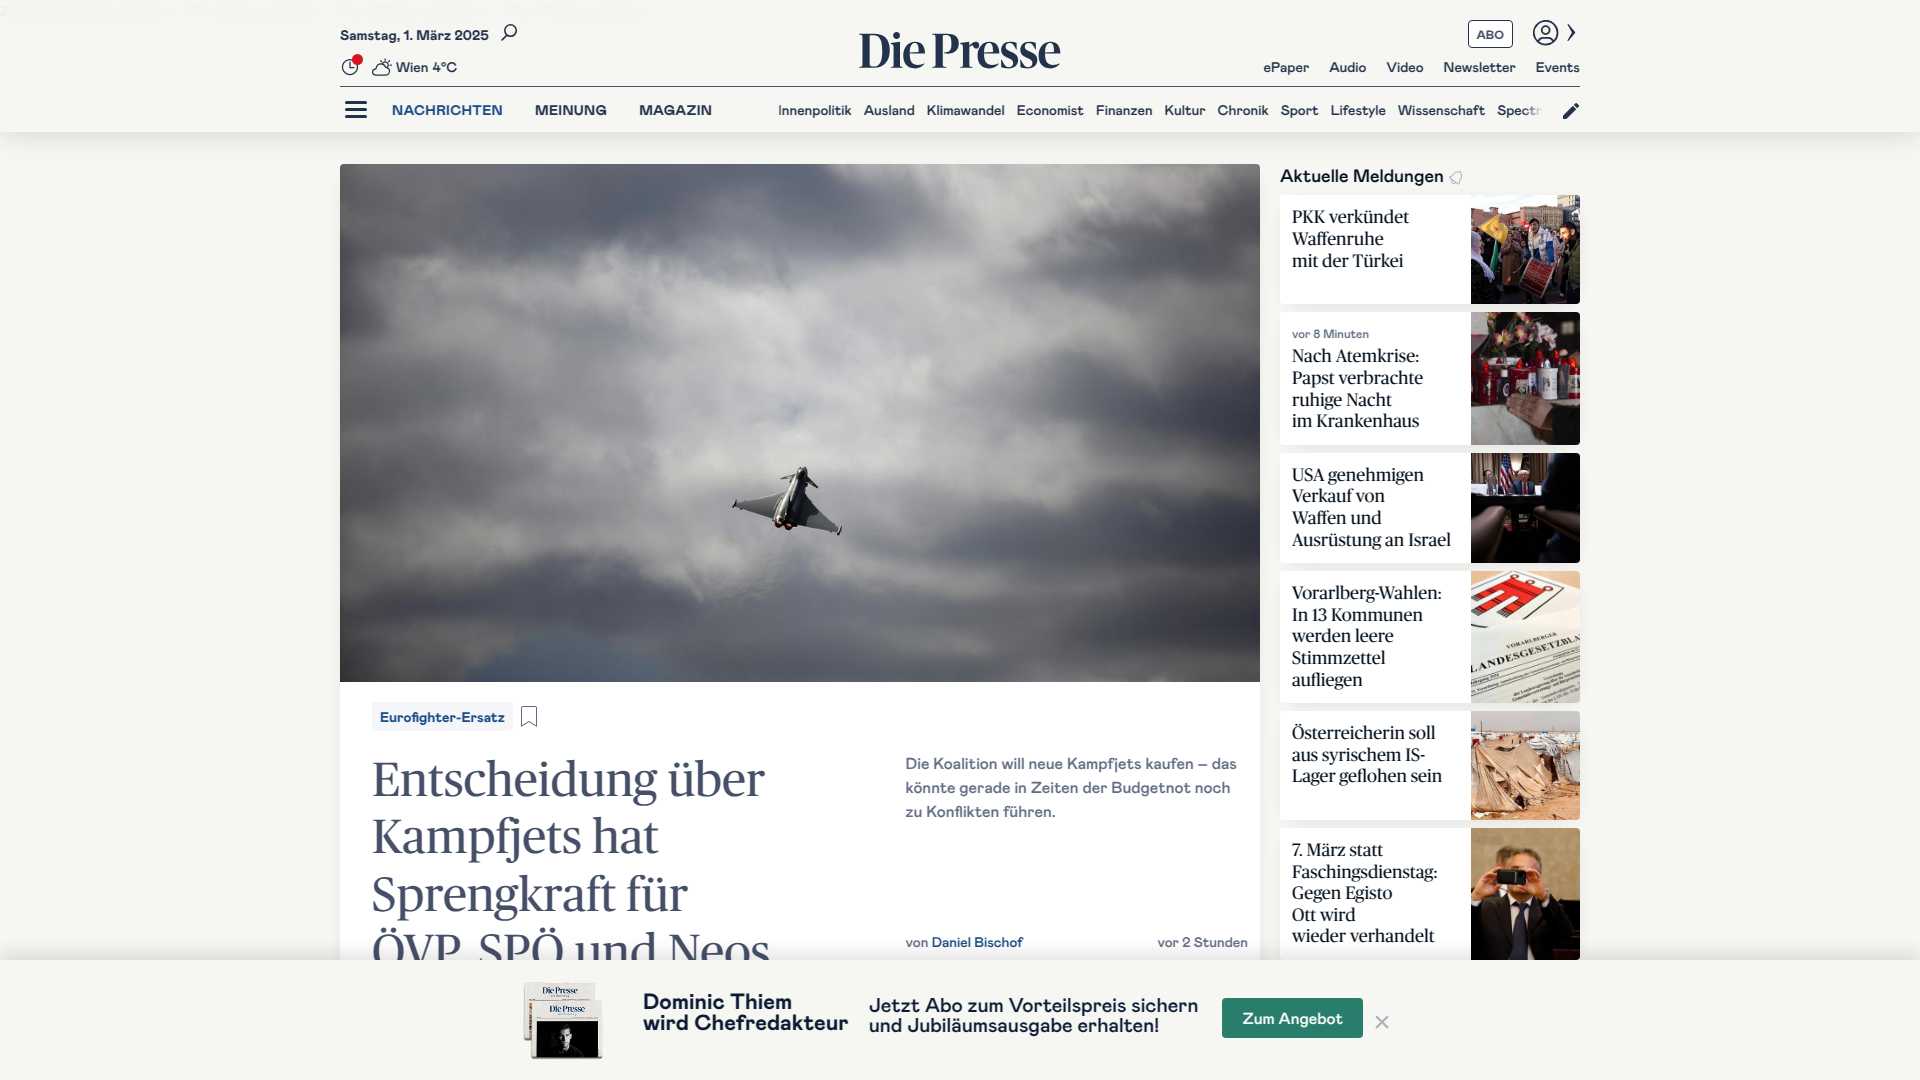 Samstag, 1. März 2025
Wien 4°C
Die Presse
ABO
ePaper Audio Video Newsletter Events
NACHRICHTEN MEINUNG MAGAZIN
Innenpolitik Ausland Klimawandel Economist Finanzen Kultur Chronik Sport Lifestyle Wissenschaft Spectr
Eurofighter-Ersatz
Entscheidung über
Kampfjets hat
Sprengkraft für
ÖVP, SPÖ und Neos
Die Koalition will neue Kampfjets kaufen – das
könnte gerade in Zeiten der Budgetnot noch
zu Konflikten führen.
von Daniel Bischof
vor 2 Stunden
Aktuelle Meldungen
PKK verkündet
Waffenruhe
mit der Türkei
vor 8 Minuten
Nach Atemkrise:
Papst verbrachte
ruhige Nacht
im Krankenhaus
USA genehmigen
Verkauf von
Waffen und
Ausrüstung an Israel
Vorarlberg-Wahlen:
In 13 Kommunen
werden leere
Stimmzettel
aufliegen
VORARLBERGER
LANDESGESETZBLA
Österreicherin soll
aus syrischem IS-
Lager geflohen sein
7. März statt
Faschingsdienstag:
Gegen Egisto
Ott wird
wieder verhandelt
Die Presse
Die Presse
Dominic Thiem
wird Chefredakteur
Jetzt Abo zum Vorteilspreis sichern
und Jubiläumsausgabe erhalten!
Zum Angebot